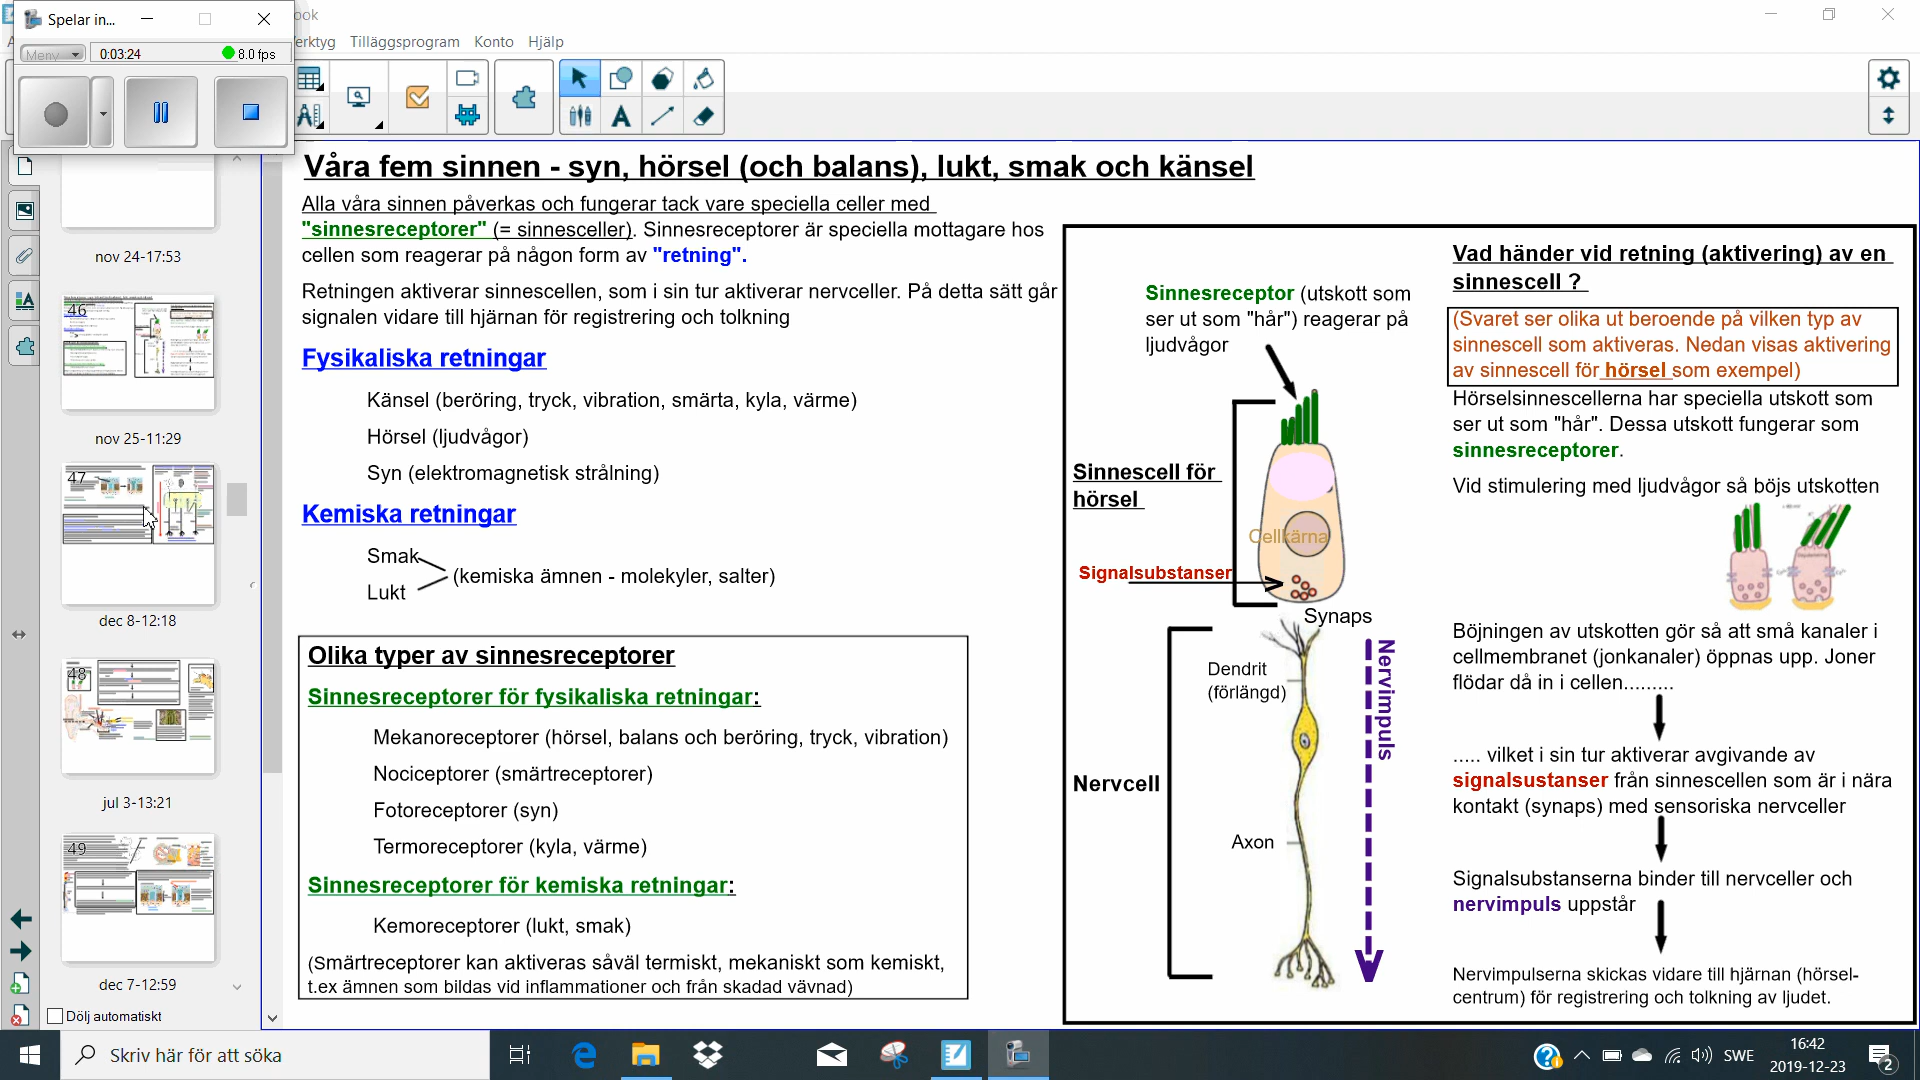 Spelar in...
ook
Meny
0:03:24
8.0 fps
erktyg
Tilläggsprogram
Konto
Hjälp
nov 24-17:53
46
nov 25-11:29
47
dec 8-12:18
48
jul 3-13:21
49
dec 7-12:59
Dölj automatiskt
Våra fem sinnen - syn, hörsel (och balans), lukt, smak och känsel
Alla våra sinnen påverkas och fungerar tack vare speciella celler med
"sinnesreceptorer" (= sinnesceller). Sinnesreceptorer är speciella mottagare hos
cellen som reagerar på någon form av "retning".
Retningen aktiverar sinnescellen, som i sin tur aktiverar nervceller. På detta sätt går
signalen vidare till hjärnan för registrering och tolkning
Fysikaliska retningar
Känsel (beröring, tryck, vibration, smärta, kyla, värme)
Hörsel (ljudvågor)
Syn (elektromagnetisk strålning)
Kemiska retningar
Smak
Lukt
(kemiska ämnen - molekyler, salter)
Olika typer av sinnesreceptorer
Sinnesreceptorer för fysikaliska retningar:
Mekanoreceptorer (hörsel, balans och beröring, tryck, vibration)
Nociceptorer (smärtreceptorer)
Fotoreceptorer (syn)
Termoreceptorer (kyla, värme)
Sinnesreceptorer för kemiska retningar:
Kemoreceptorer (lukt, smak)
(Smärtreceptorer kan aktiveras såväl termiskt, mekaniskt som kemiskt,
t.ex ämnen som bildas vid inflammationer och från skadad vävnad)
Sinnesreceptor (utskott som
ser ut som "hår") reagerar på
ljudvågor
Sinnescell för
hörsel
Cellkärna
Signalsubstanser
Synaps
Dendrit
(förlängd)
Nervimpuls
Nervcell
Axon
Vad händer vid retning (aktivering) av en
sinnescell ?
(Svaret ser olika ut beroende på vilken typ av
sinnescell som aktiveras. Nedan visas aktivering
av sinnescell för hörsel som exempel)
Hörselsinnescellerna har speciella utskott som
ser ut som "hår". Dessa utskott fungerar som
sinnesreceptorer.
Vid stimulering med ljudvågor så böjs utskotten
Böjningen av utskotten gör så att små kanaler i
cellmembranet (jonkanaler) öppnas upp. Joner
flödar då in i cellen.........
..... vilket i sin tur aktiverar avgivande av
signalsustanser från sinnescellen som är i nära
kontakt (synaps) med sensoriska nervceller
Signalsubstanserna binder till nervceller och
nervimpuls uppstår
Nervimpulserna skickas vidare till hjärnan (hörsel-
centrum) för registrering och tolkning av ljudet.
Skriv här för att söka
SWE
16:42
2019-12-23
2